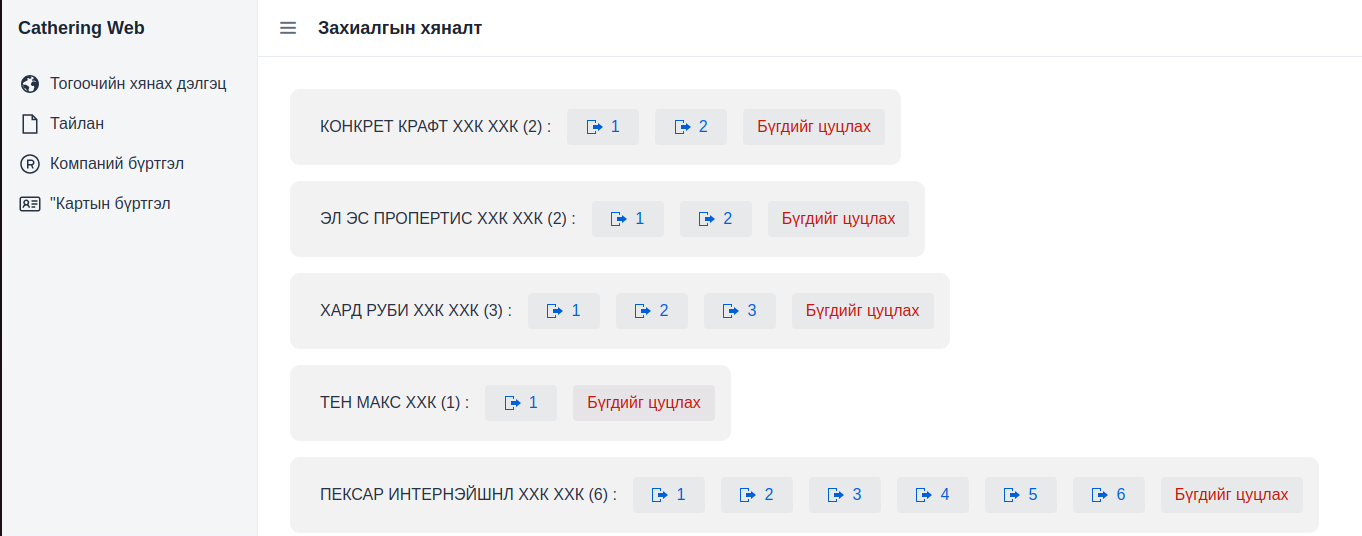 Cathering Web
Захиалгын хяналт
Тогоочийн хянах дэлгэц
Тайлан
Компаний бүртгэл
"Картын бүртгэл
КОНКРЕТ КРАФТ ХХК ХХК (2) : 1 2 Бүгдийг цуцлах
ЭЛ ЭС ПРОПЕРТИС ХХК ХХК (2) : 1 2 Бүгдийг цуцлах
ХАРД РУБИ ХХК ХХК (3) : 1 2 3 Бүгдийг цуцлах
ТЕН МАКС ХХК (1) : 1 Бүгдийг цуцлах
ПЕКСАР ИНТЕРНЭЙШНЛ ХХК ХХК (6) : 1 2 3 4 5 6 Бүгдийг цуцлах